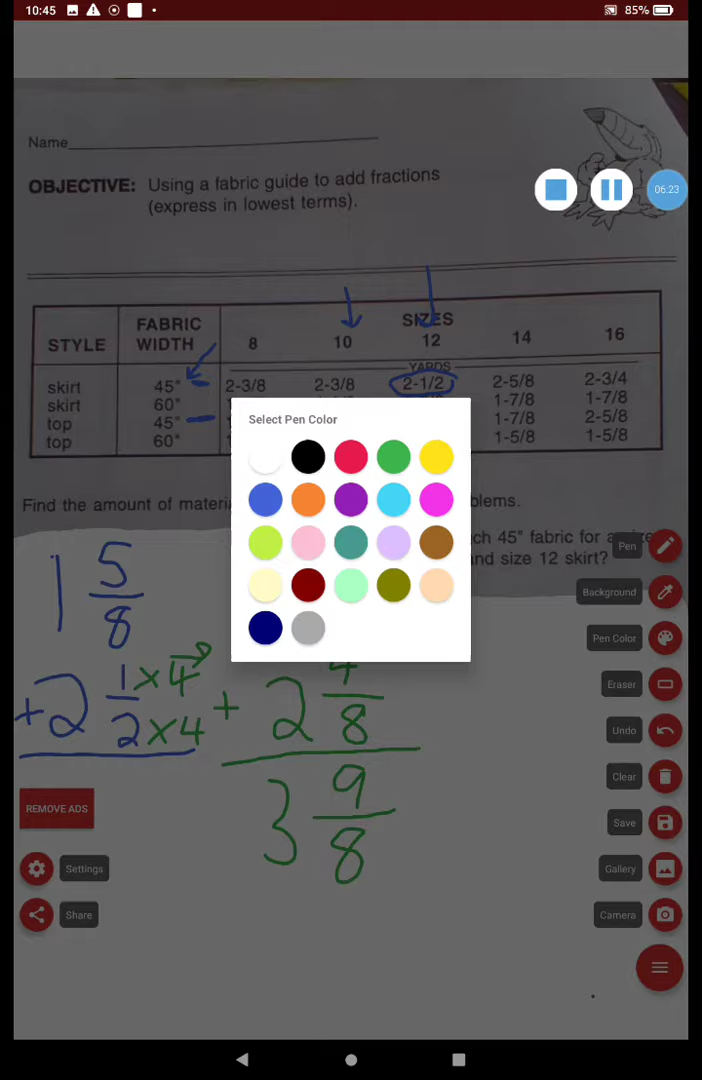 10:45
85%
Name
OBJECTIVE: Using a fabric guide to add fractions
(express in lowest terms).
06:23
SIZES
STYLE FABRIC WIDTH 8 10 12 14 16
YARDS
skirt 45" 2-3/8 2-3/8 2-1/2 2-5/8 2-3/4
skirt 60" 1-7/8 1-7/8
top 45" 1-7/8 2-5/8
top 60" 1-5/8 1-5/8
Select Pen Color
Find the amount of
45" fabric for a
and size 12 skirt?
1 5/8
+2 1/2 ×4 ×4
+ 2 4/8
3 9/8
Pen
Background
Pen Color
Eraser
Undo
Clear
Save
Gallery
Camera
REMOVE ADS
Settings
Share